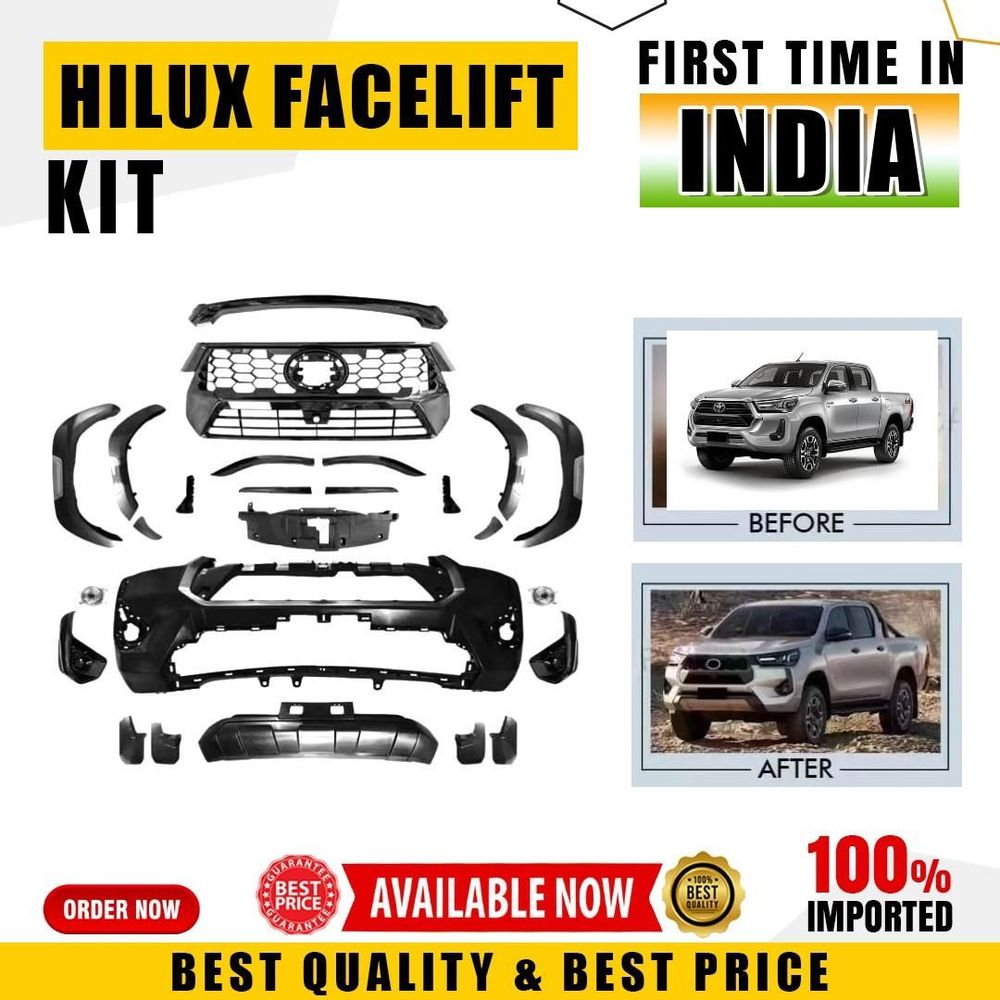 HILUX FACELIFT
KIT
FIRST TIME IN
INDIA
BEFORE
AFTER
ORDER NOW
GUARANTEE
BEST
PRICE
GUARANTEE
AVAILABLE NOW
100%
BEST
QUALITY
100%
IMPORTED
BEST QUALITY & BEST PRICE